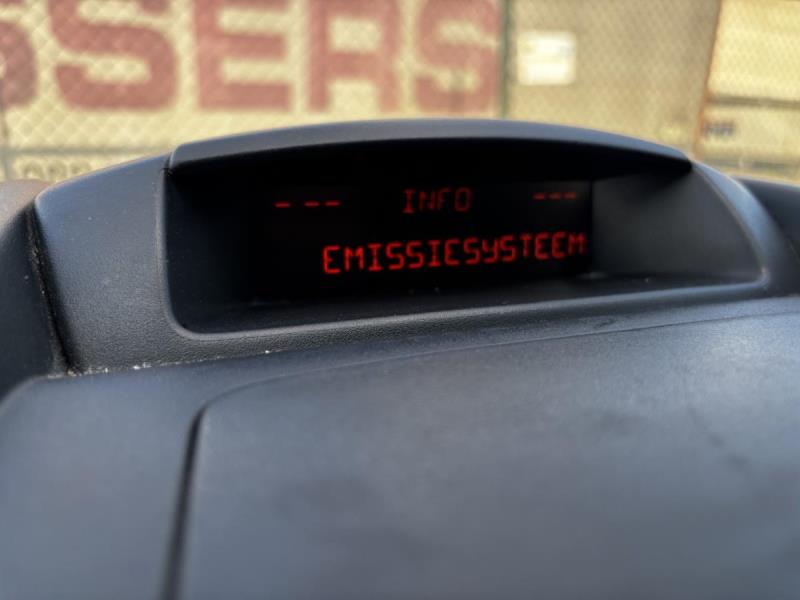 SSERS
--- INFO ---
EMISSIESYSTEEM